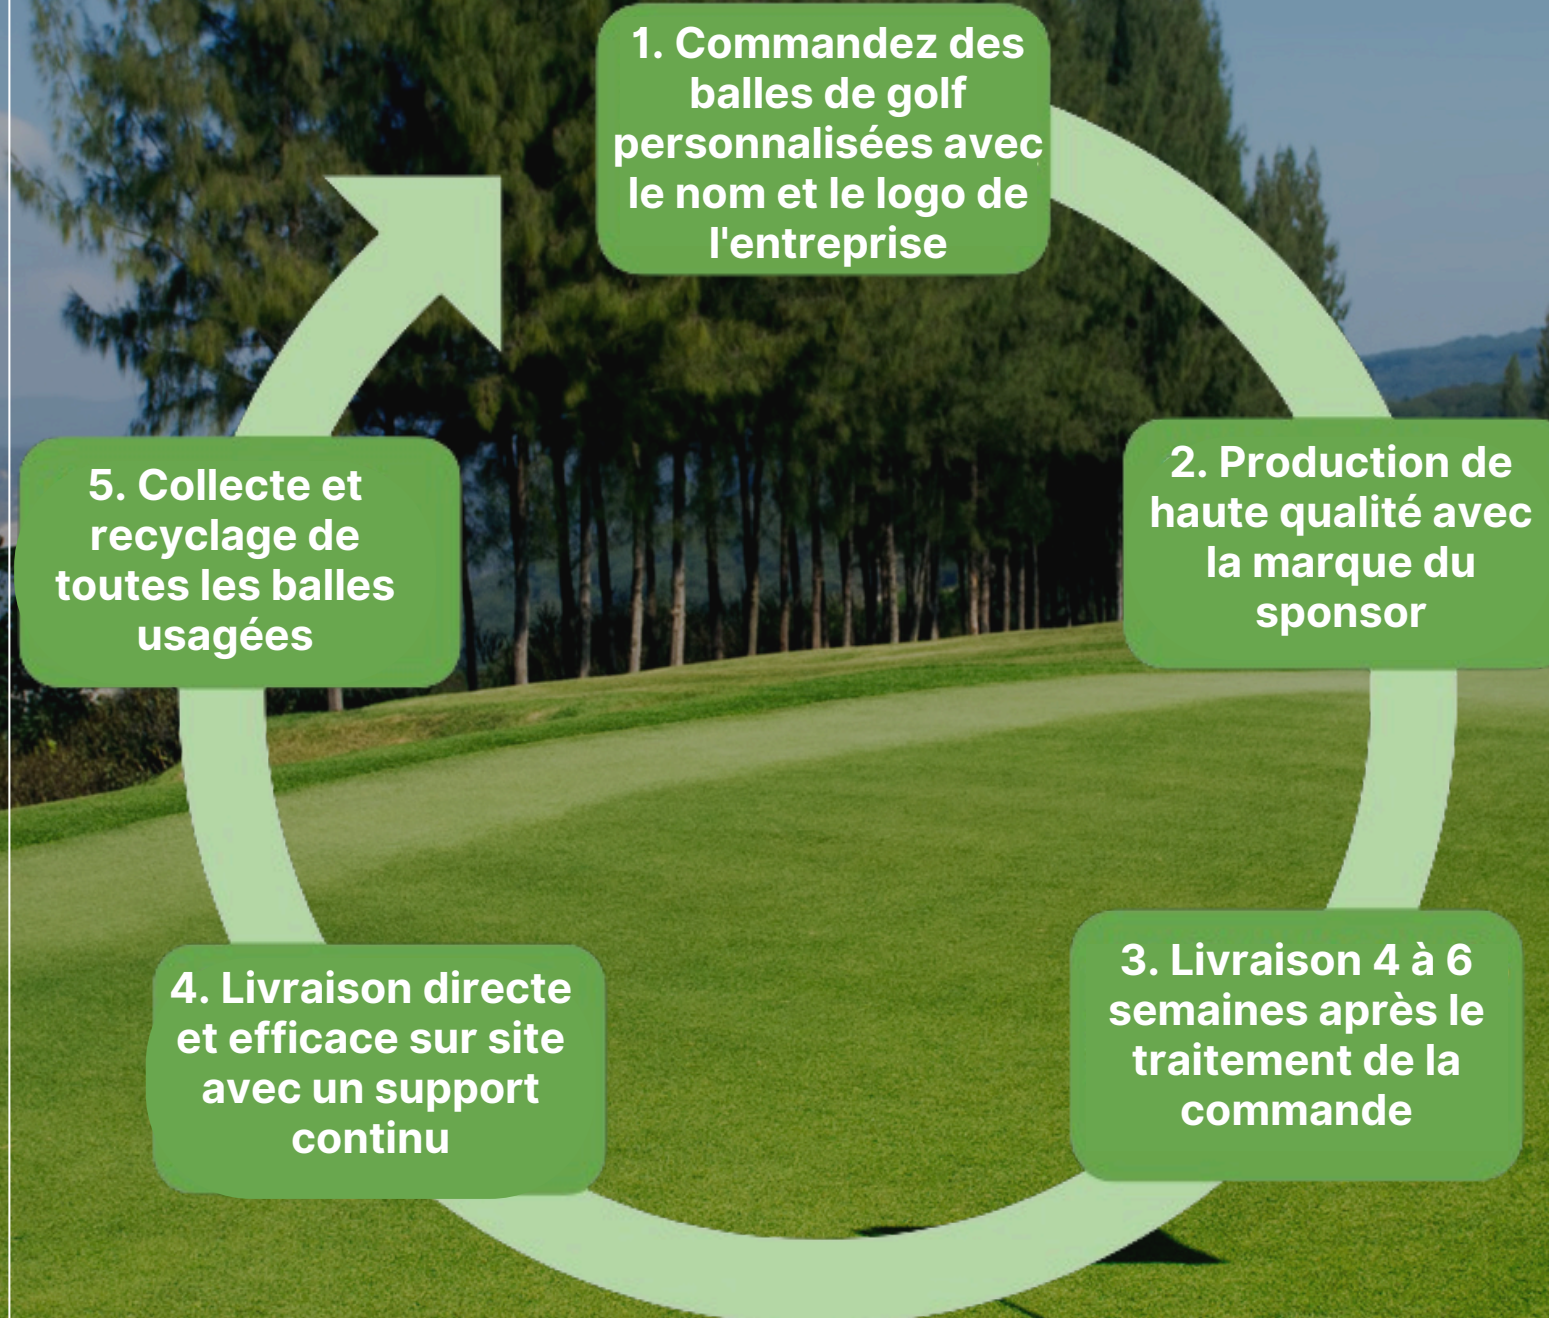 1. Commandez des
balles de golf
personnalisées avec
le nom et le logo de
l'entreprise
2. Production de
haute qualité avec
la marque du
sponsor
3. Livraison 4 à 6
semaines après le
traitement de la
commande
4. Livraison directe
et efficace sur site
avec un support
continu
5. Collecte et
recyclage de
toutes les balles
usagées